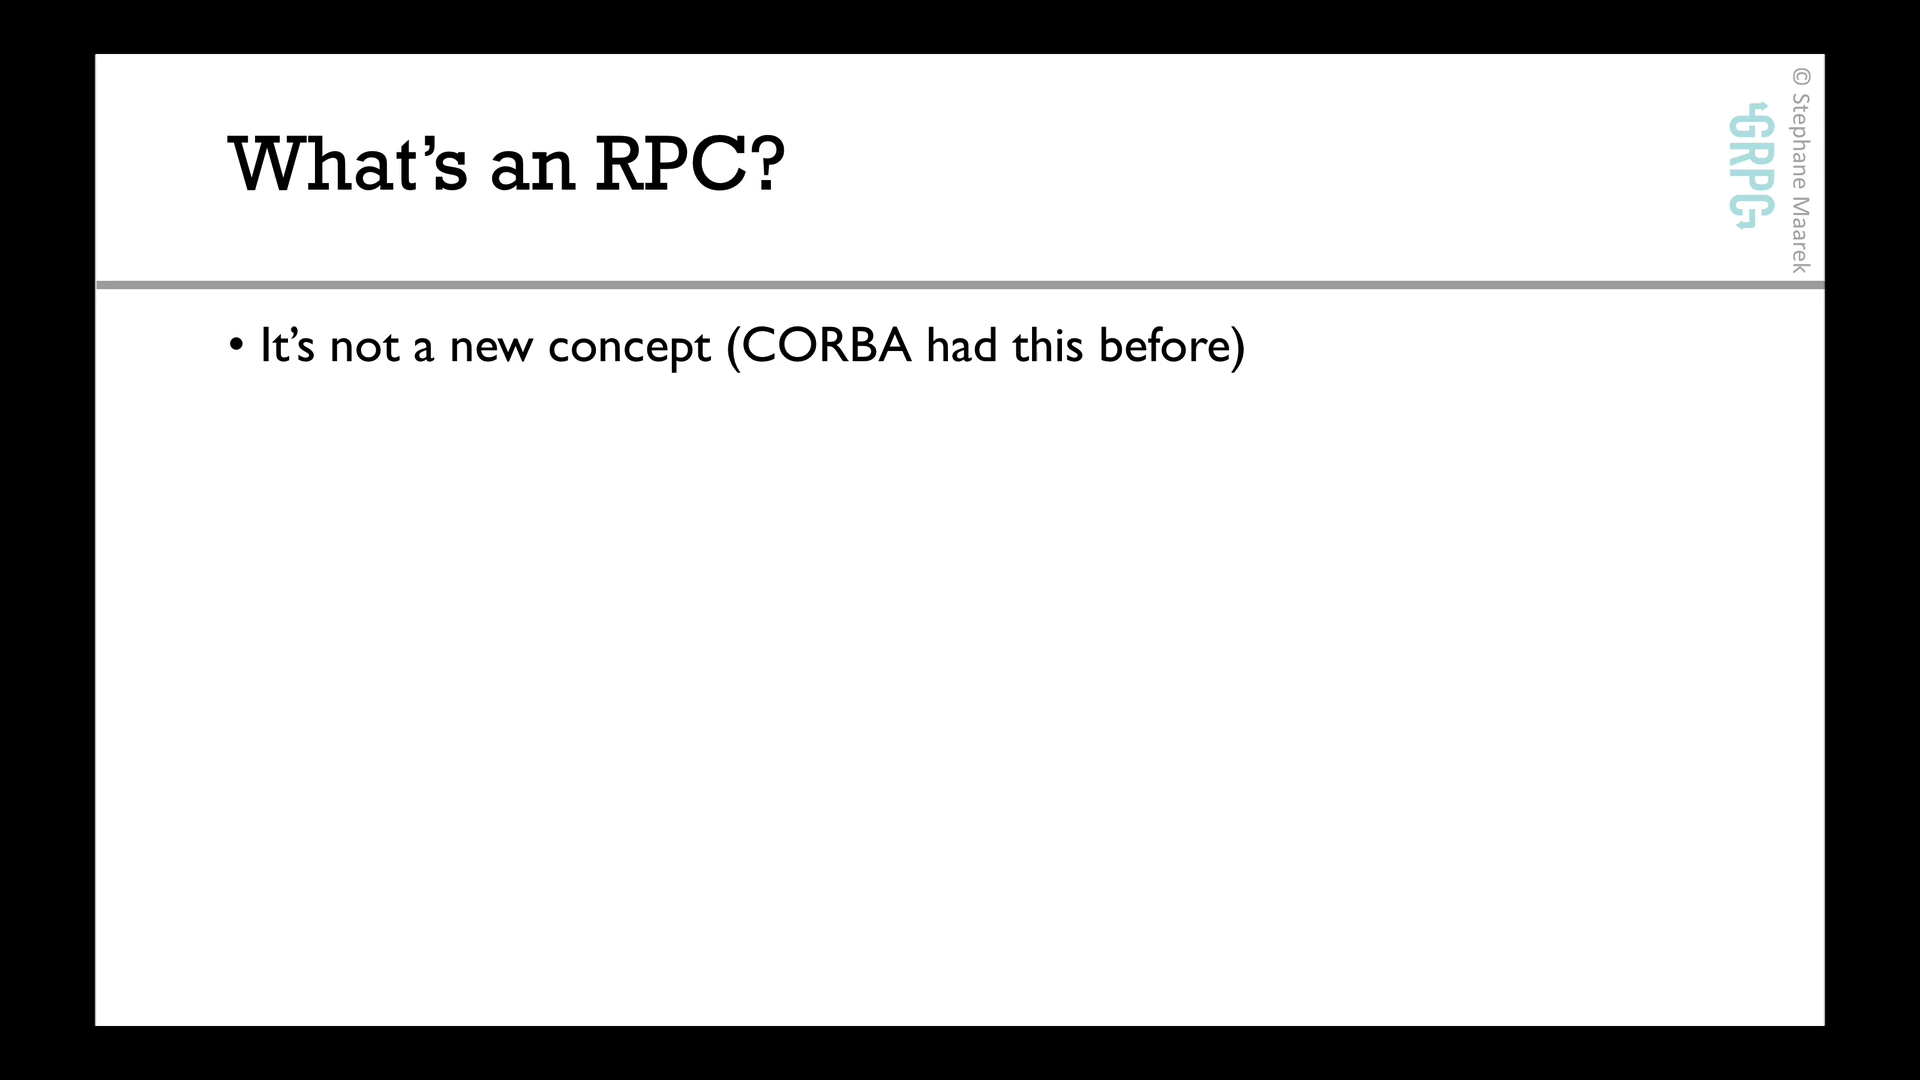 What’s an RPC?
• It’s not a new concept (CORBA had this before)
GRPC
© Stephane Maarek